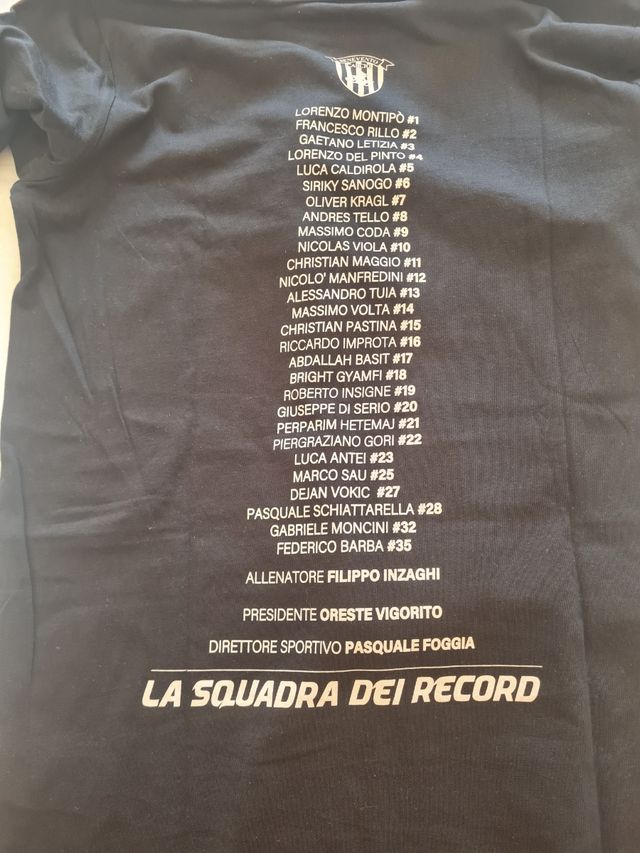 BENEVENTO
LORENZO MONTIPÒ #1
FRANCESCO RILLO #2
GAETANO LETIZIA #3
LORENZO DEL PINTO #4
LUCA CALDIROLA #5
SIRIKY SANOGO #6
OLIVER KRAGL #7
ANDRES TELLO #8
MASSIMO CODA #9
NICOLAS VIOLA #10
CHRISTIAN MAGGIO #11
NICOLO' MANFREDINI #12
ALESSANDRO TUIA #13
MASSIMO VOLTA #14
CHRISTIAN PASTINA #15
RICCARDO IMPROTA #16
ABDALLAH BASIT #17
BRIGHT GYAMFI #18
ROBERTO INSIGNE #19
GIUSEPPE DI SERIO #20
PERPARIM HETEMAJ #21
PIERGRAZIANO GORI #22
LUCA ANTEI #23
MARCO SAU #25
DEJAN VOKIC #27
PASQUALE SCHIATTARELLA #28
GABRIELE MONCINI #32
FEDERICO BARBA #35
ALLENATORE FILIPPO INZAGHI
PRESIDENTE ORESTE VIGORITO
DIRETTORE SPORTIVO PASQUALE FOGGIA
LA SQUADRA DEI RECORD